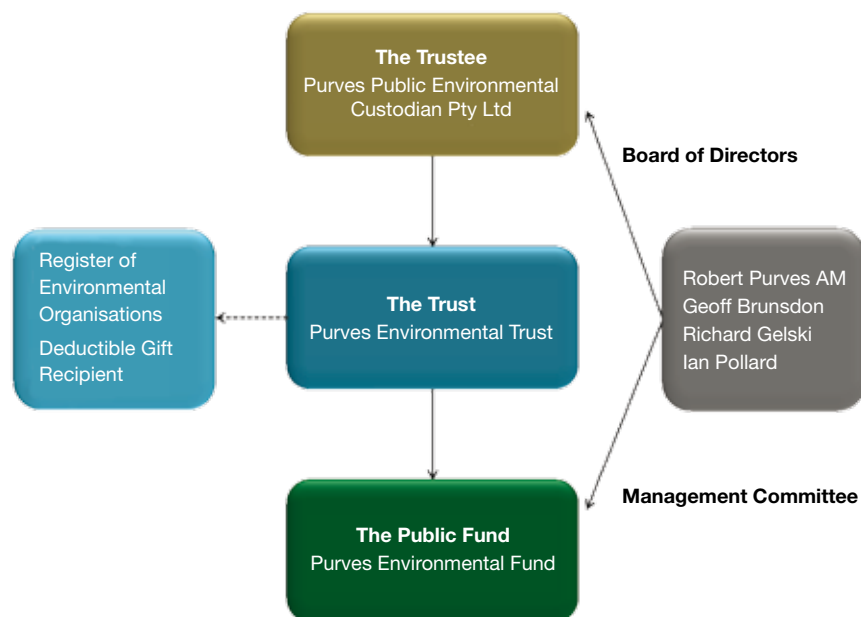 The Trustee
Purves Public Environmental
Custodian Pty Ltd
Board of Directors
Register of
Environmental
Organisations
Deductible Gift
Recipient
The Trust
Purves Environmental Trust
Robert Purves AM
Geoff Brunsdon
Richard Gelski
Ian Pollard
Management Committee
The Public Fund
Purves Environmental Fund